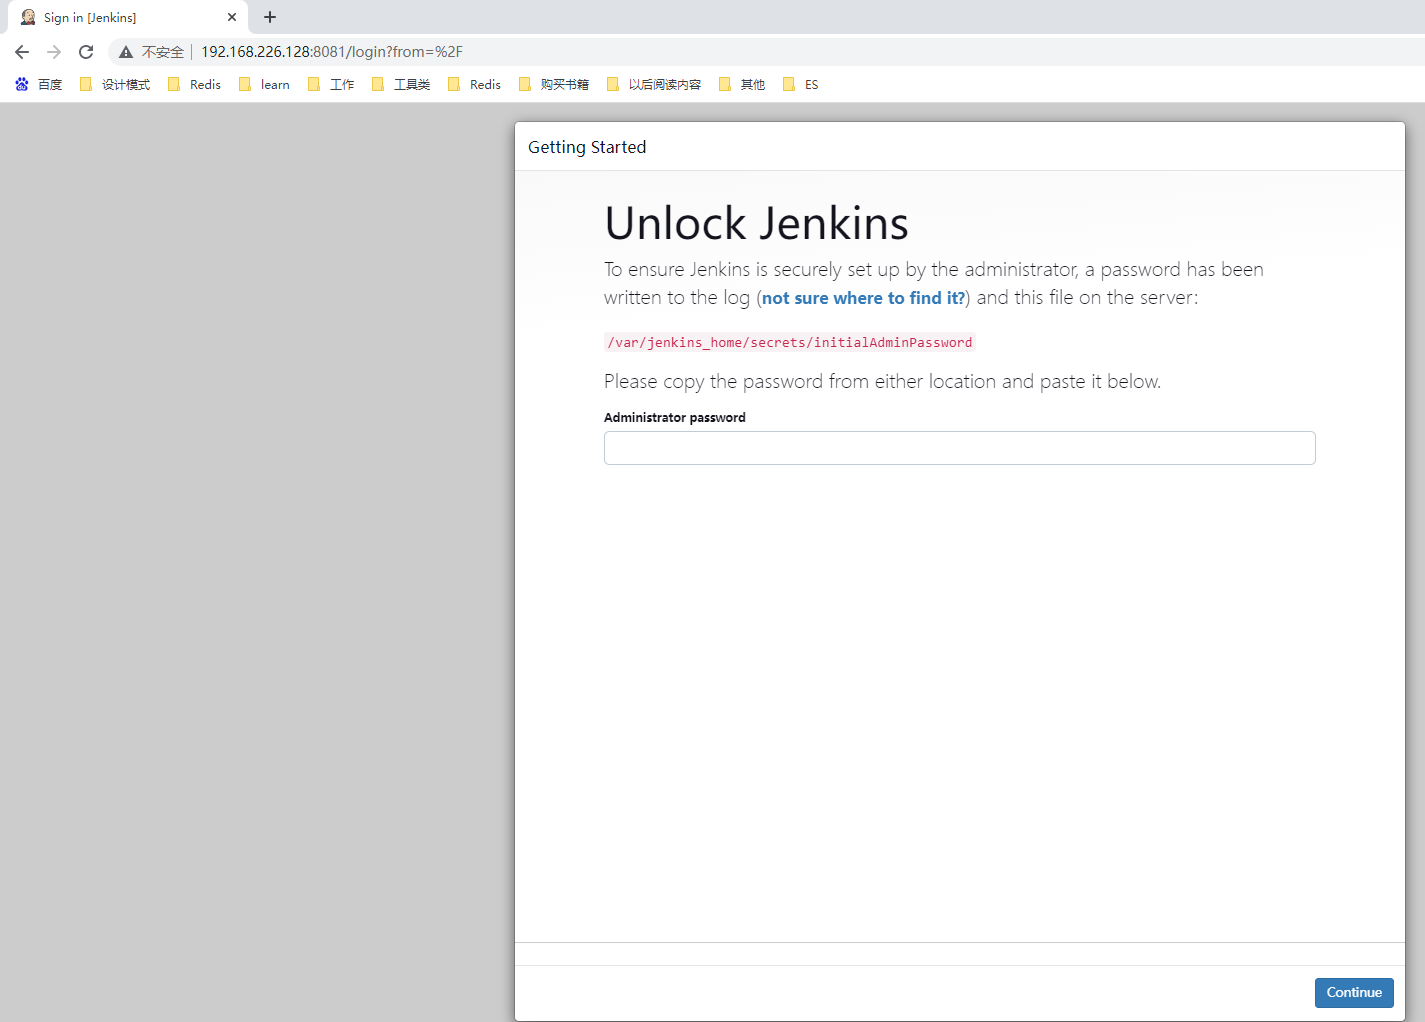 Sign in [Jenkins]
不安全 192.168.226.128:8081/login?from=%2F
百度 设计模式 Redis learn 工作 工具类 Redis 购买书籍 以后阅读内容 其他 ES
Getting Started
Unlock Jenkins
To ensure Jenkins is securely set up by the administrator, a password has been
written to the log (not sure where to find it?) and this file on the server:
/var/jenkins_home/secrets/initialAdminPassword
Please copy the password from either location and paste it below.
Administrator password
Continue